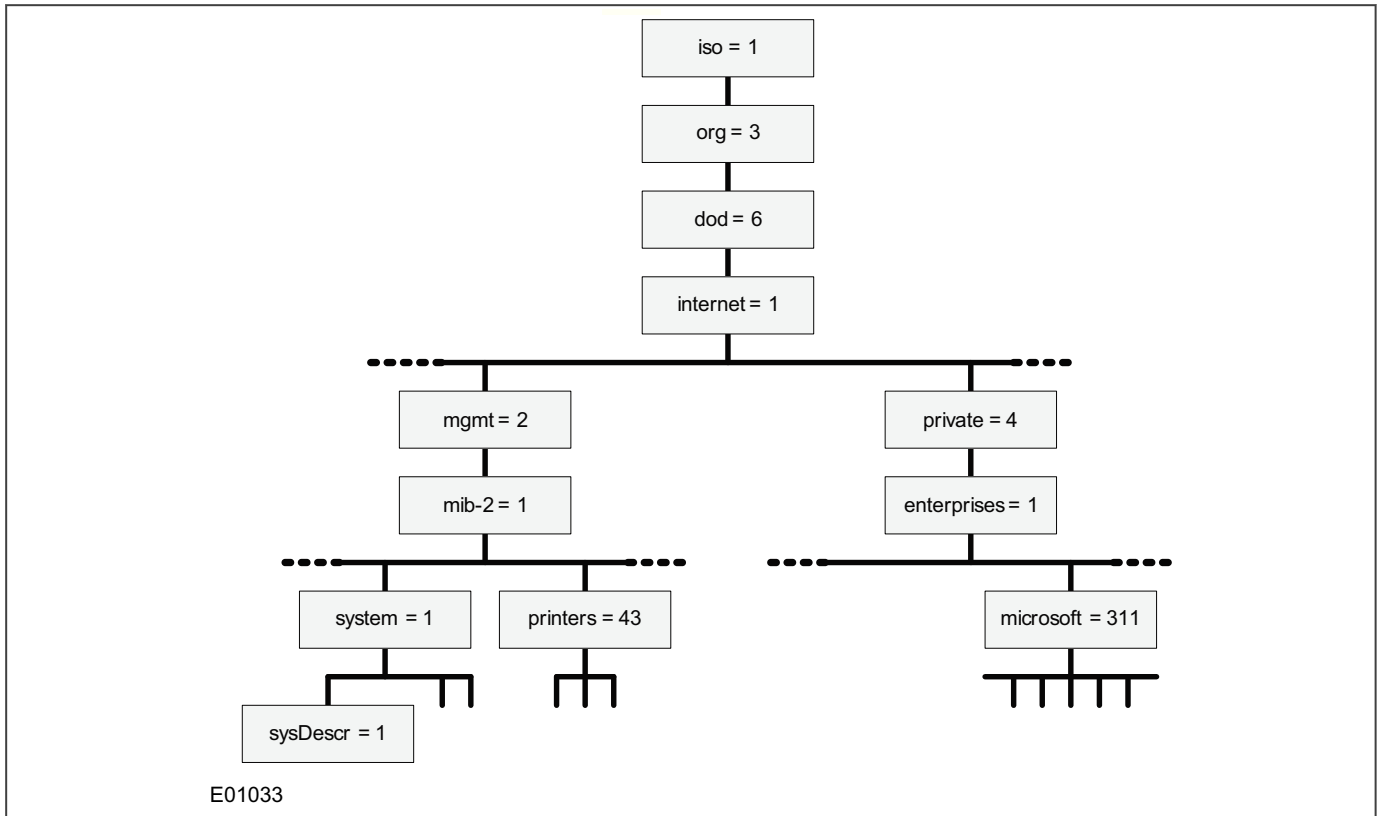 iso = 1
org = 3
dod = 6
internet = 1
mgmt = 2
private = 4
mib-2 = 1
enterprises = 1
system = 1
printers = 43
microsoft = 311
sysDescr = 1
E01033